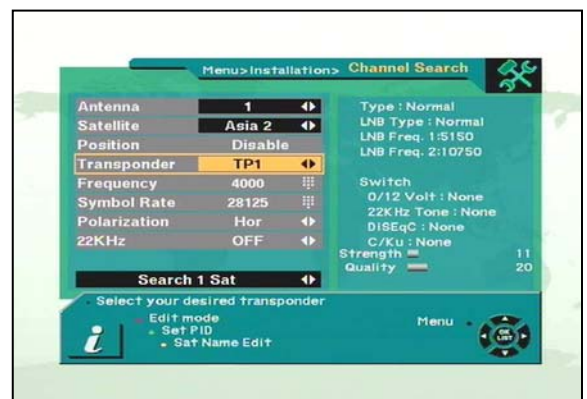 Menu>Installation> Channel Search
Antenna 1
Satellite Asia 2
Position Disable
Transponder TP1
Frequency 4000
Symbol Rate 28125
Polarization Hor
22KHz OFF
Search 1 Sat
Type : Normal
LNB Type : Normal
LNB Freq. 1:5150
LNB Freq. 2:10750
Switch
0/12 Volt : None
22KHz Tone : None
DISEqC : None
C/Ku : None
Strength 11
Quality 20
Select your desired transponder
Edit mode
Set PID
Sat Name Edit
Menu
OK
LIST
i